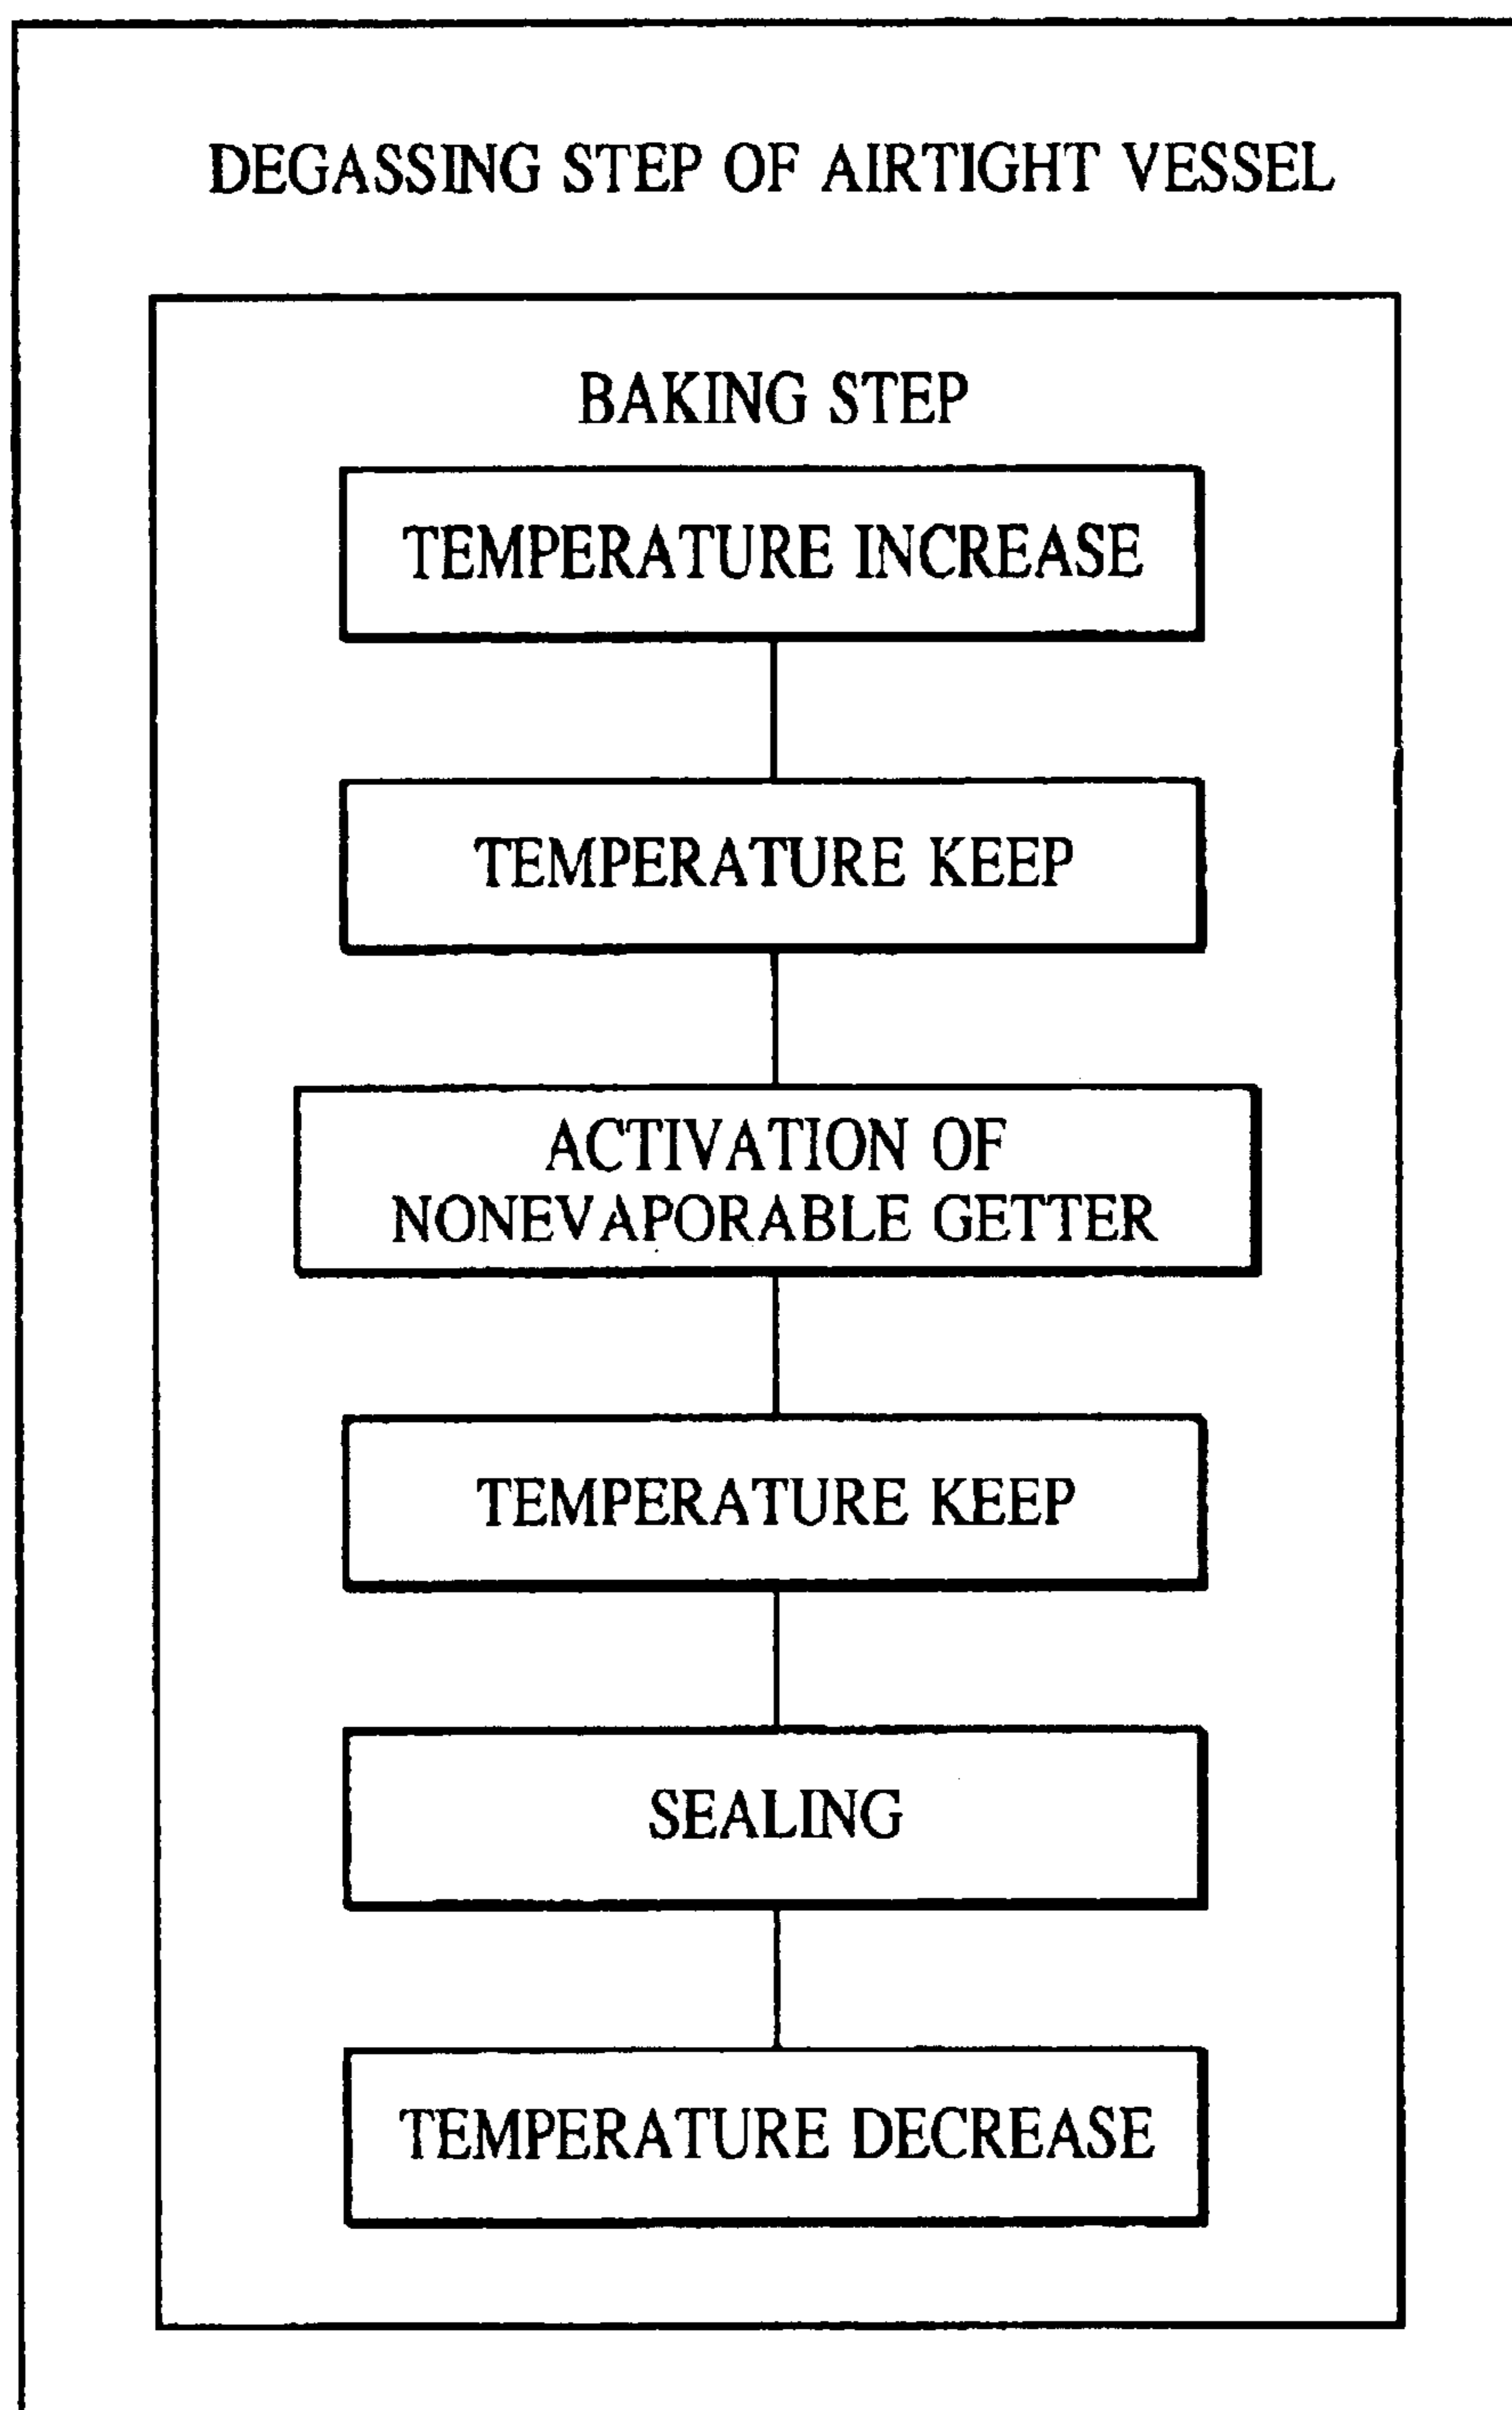 DEGASSING STEP OF AIRTIGHT VESSEL
BAKING STEP
TEMPERATURE INCREASE
TEMPERATURE KEEP
ACTIVATION OF
NONEVAPORABLE GETTER
TEMPERATURE KEEP
SEALING
TEMPERATURE DECREASE